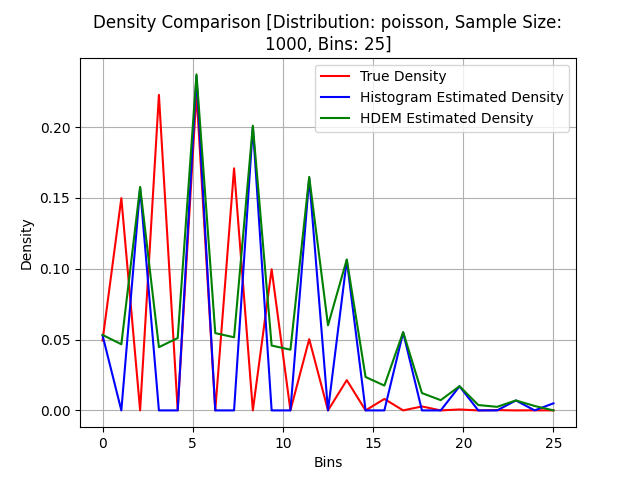 Density Comparison [Distribution: poisson, Sample Size:
1000, Bins: 25]
True Density
Histogram Estimated Density
HDEM Estimated Density
Density
0.20
0.15
0.10
0.05
0.00
0 5 10 15 20 25
Bins